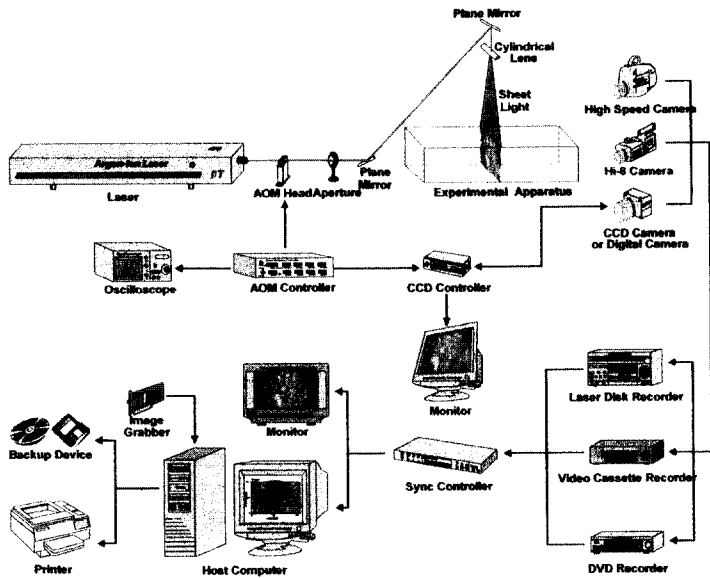 Plane Mirror
Cylindrical
Lens
Sheet
Light
High Speed Camera
Argon-Ion Laser
Plane
Mirror
Hi-8 Camera
AOM Head
Aperture
Experimental Apparatus
Laser
CCD Camera
or Digital Camera
Oscilloscope
AOM Controller
CCD Controller
Monitor
Laser Disk Recorder
Image
Grabber
Monitor
Backup Device
Sync Controller
Video Cassette Recorder
Printer
Host Computer
DVD Recorder